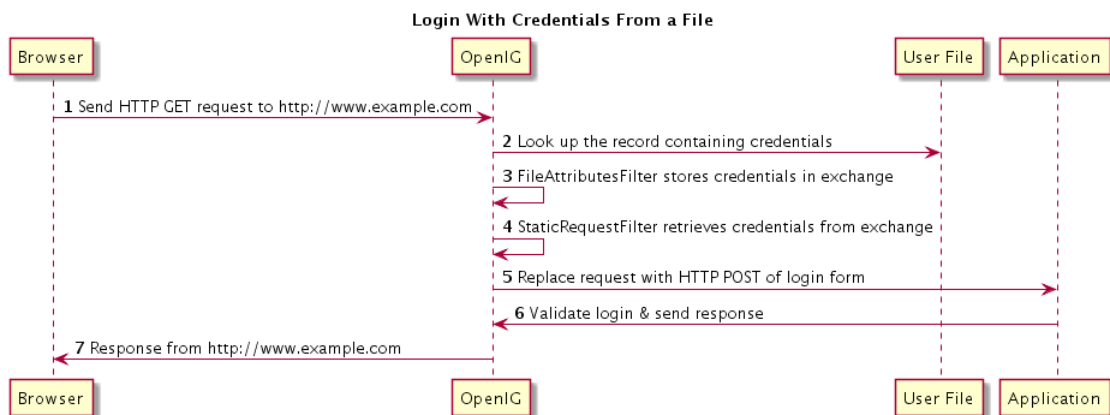 Login With Credentials From a File
Browser OpenIG User File Application
1 Send HTTP GET request to http://www.example.com
2 Look up the record containing credentials
3 FileAttributesFilter stores credentials in exchange
4 StaticRequestFilter retrieves credentials from exchange
5 Replace request with HTTP POST of login form
6 Validate login & send response
7 Response from http://www.example.com
Browser OpenIG User File Application